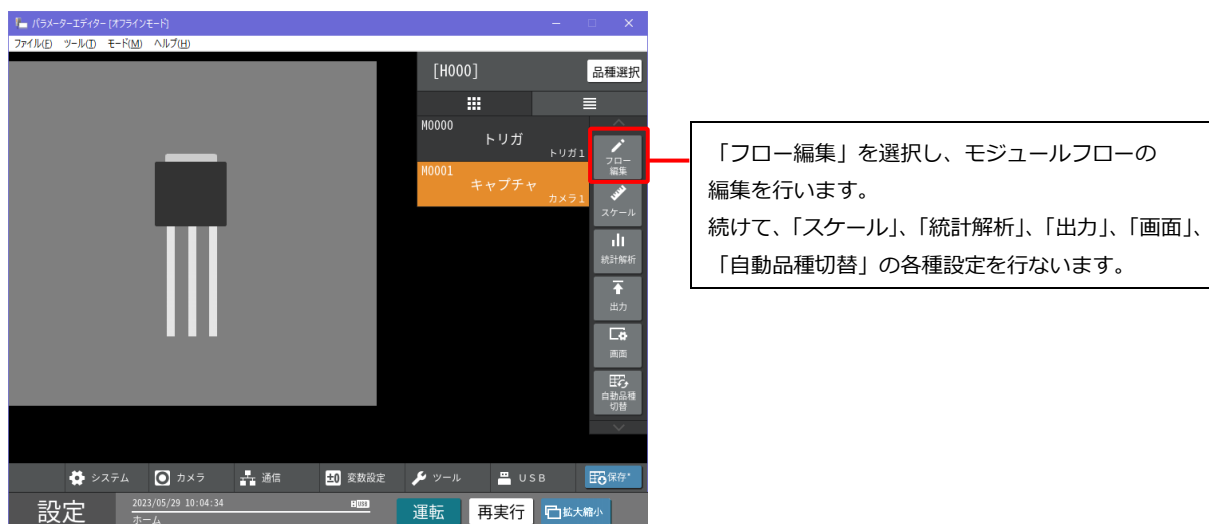 パラメーターエディター [オフラインモード]
ファイル(F) ツール(T) モード(M) ヘルプ(H)
[H000]
品種選択
M0000
トリガ
トリガ1
M0001
キャプチャ
カメラ1
フロー
編集
スケール
統計解析
出力
画面
自動品種
切替
システム
カメラ
通信
±0 変数設定
ツール
USB
保存*
設定
2023/05/29 10:04:34
ホーム
運転
再実行
拡大縮小
「フロー編集」を選択し、モジュールフローの
編集を行います。
続けて、「スケール」、「統計解析」、「出力」、「画面」、
「自動品種切替」の各種設定を行ないます。